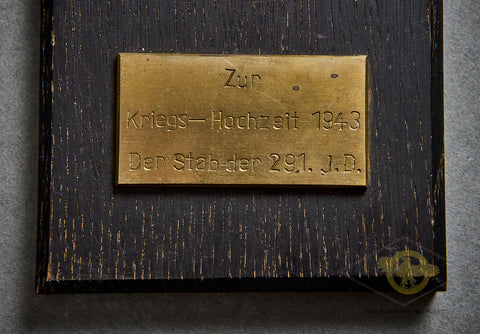 Zur
Kriegs—Hochzeit 1943
Der Stab der 291. J.D.